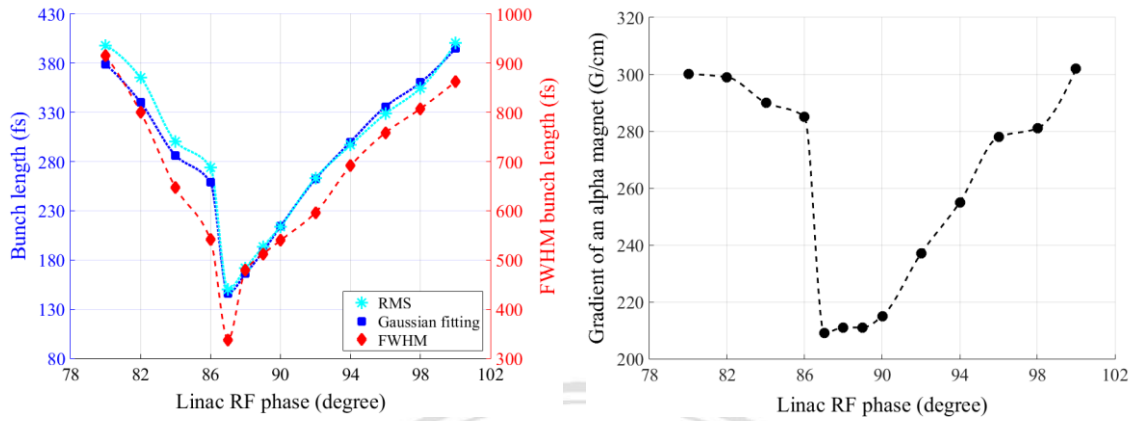 430
380
330
280
230
180
130
80
Bunch length (fs)
1000
900
800
700
600
500
400
300
FWHM bunch length (fs)
RMS
Gaussian fitting
FWHM
78 82 86 90 94 98 102
Linac RF phase (degree)
320
300
280
260
240
220
200
Gradient of an alpha magnet (G/cm)
78 82 86 90 94 98 102
Linac RF phase (degree)